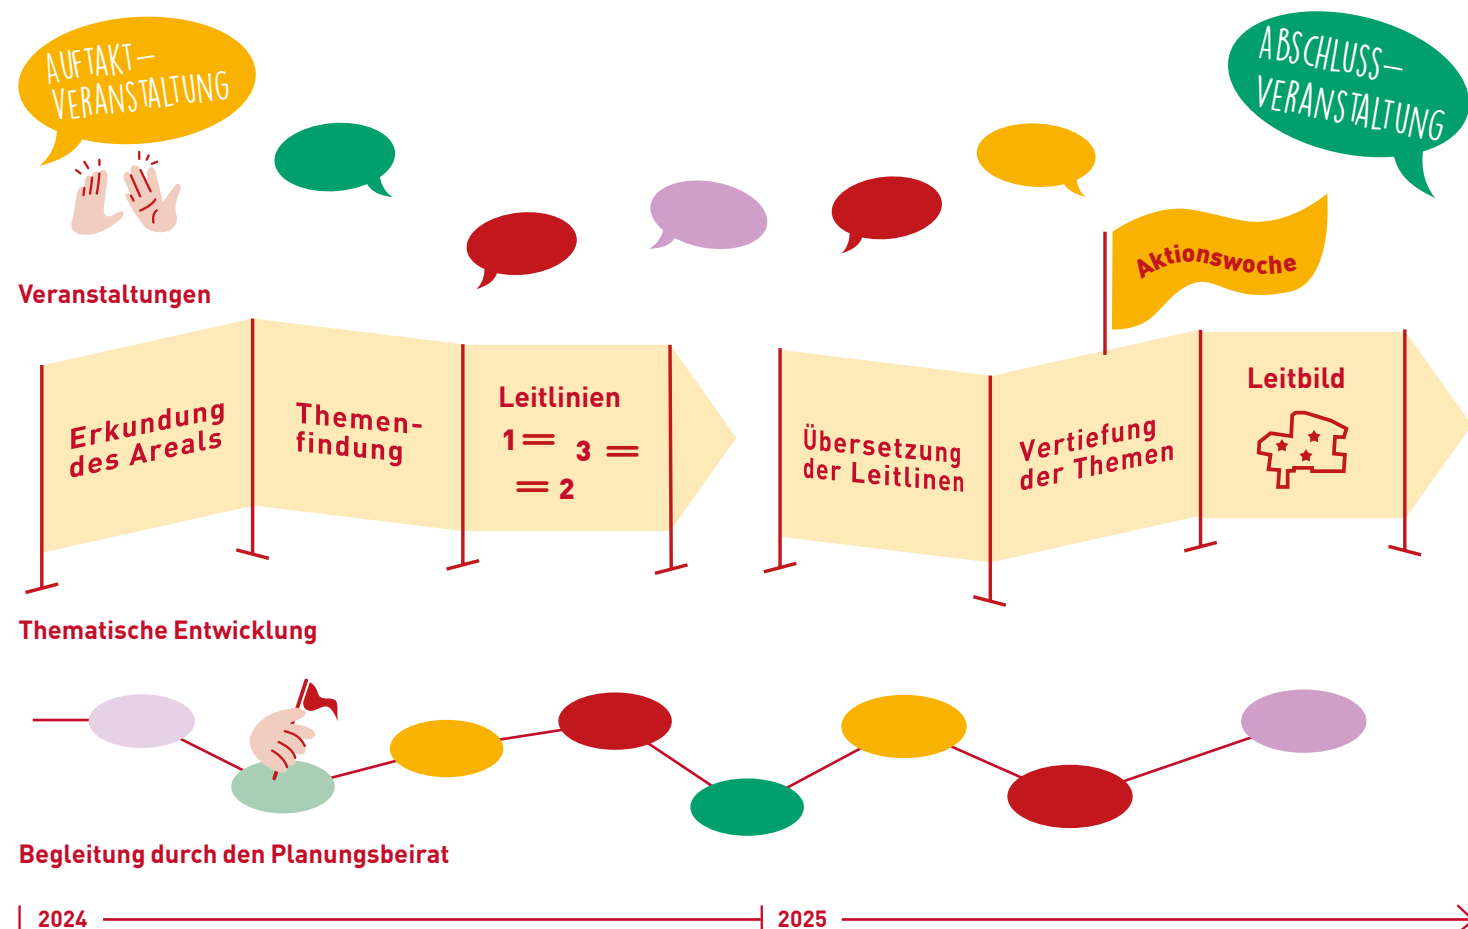 AUFTAKT–
VERANSTALTUNG
ABSCHLUSS–
VERANSTALTUNG
Aktionswoche
Veranstaltungen
Erkundung
des Areals
Themen-
findung
Leitlinien
1
3
2
Übersetzung
der Leitlinen
Vertiefung
der Themen
Leitbild
Thematische Entwicklung
Begleitung durch den Planungsbeirat
2024
2025